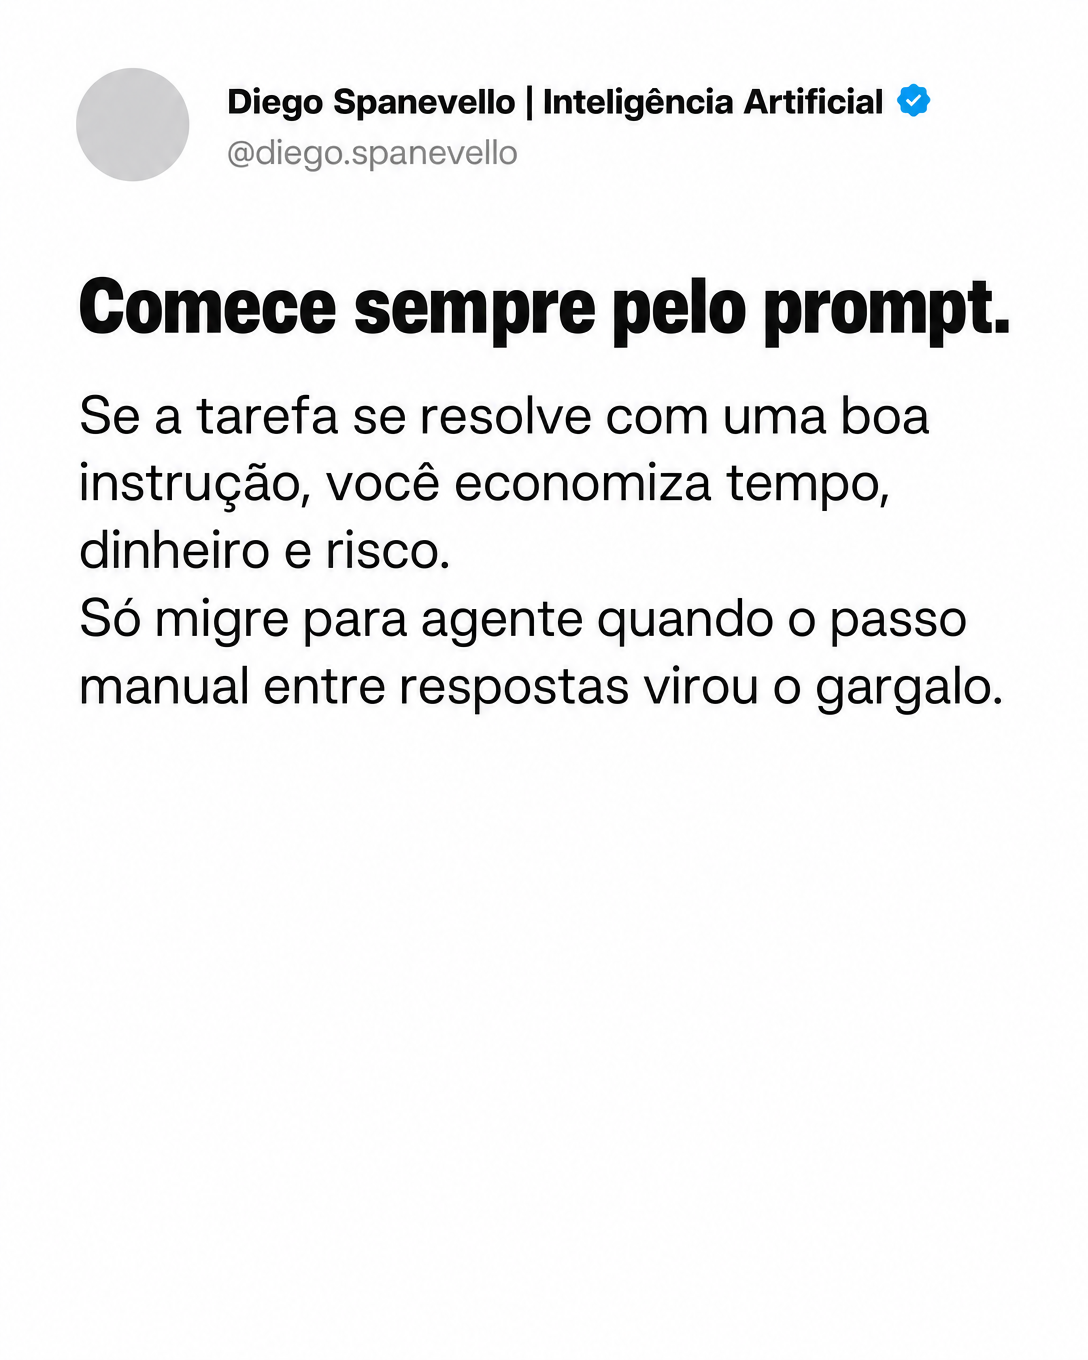 Diego Spanevello | Inteligência Artificial
@diego.spanevello
Comece sempre pelo prompt.
Se a tarefa se resolve com uma boa
instrução, você economiza tempo,
dinheiro e risco.
Só migre para agente quando o passo
manual entre respostas virou o gargalo.